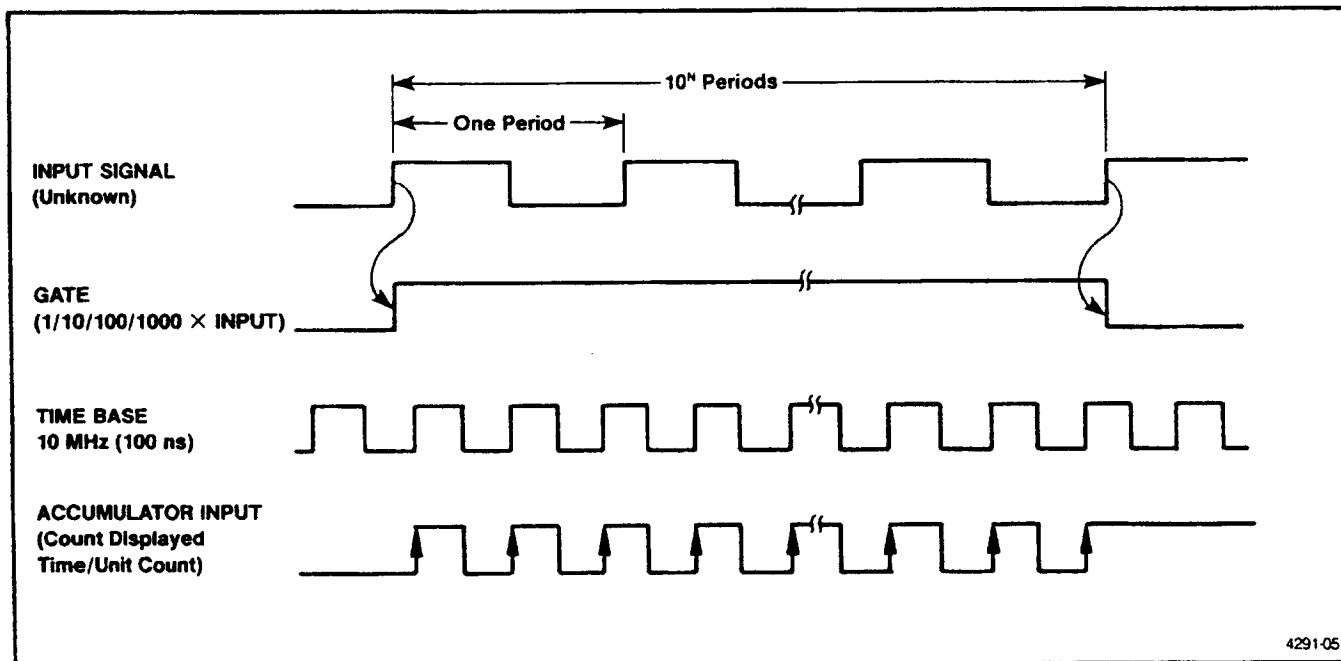 10ᴺ Periods
One Period
INPUT SIGNAL
(Unknown)
GATE
(1/10/100/1000 × INPUT)
TIME BASE
10 MHz (100 ns)
ACCUMULATOR INPUT
(Count Displayed
Time/Unit Count)
4291-05